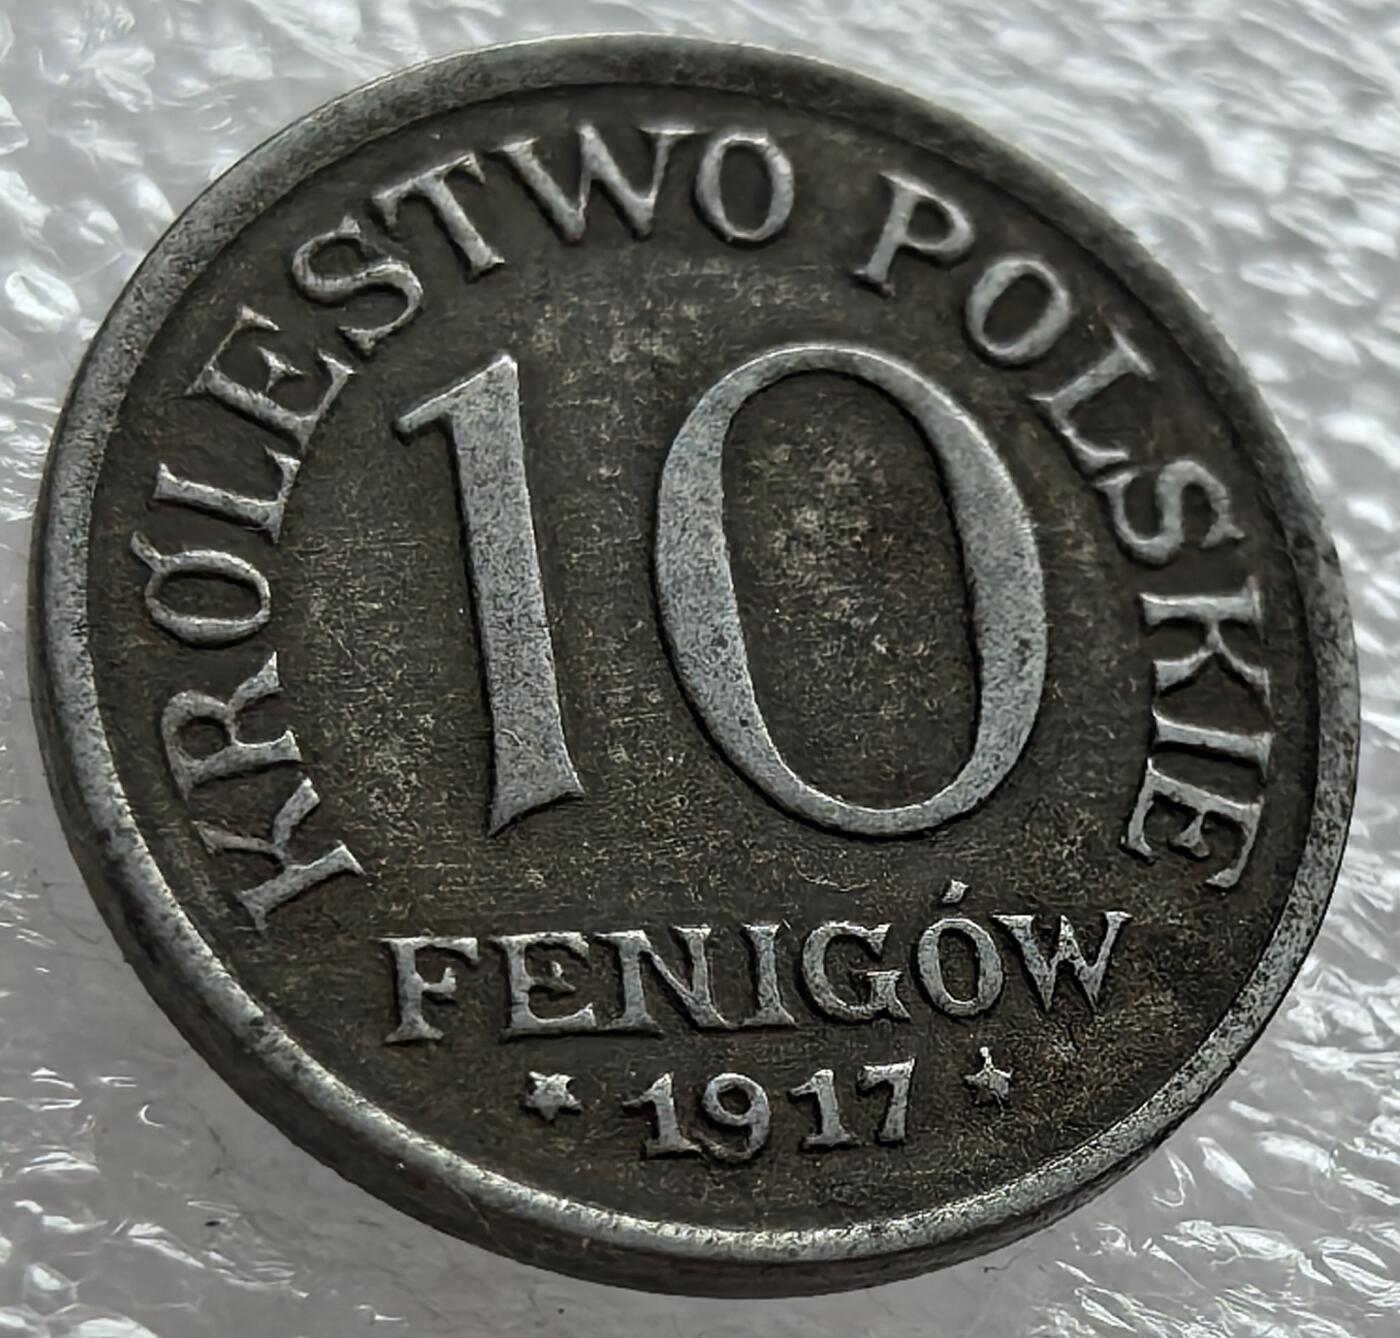 KRÓLESTWO POLSKIE
10
FENIGÓW
★ 1917 ★